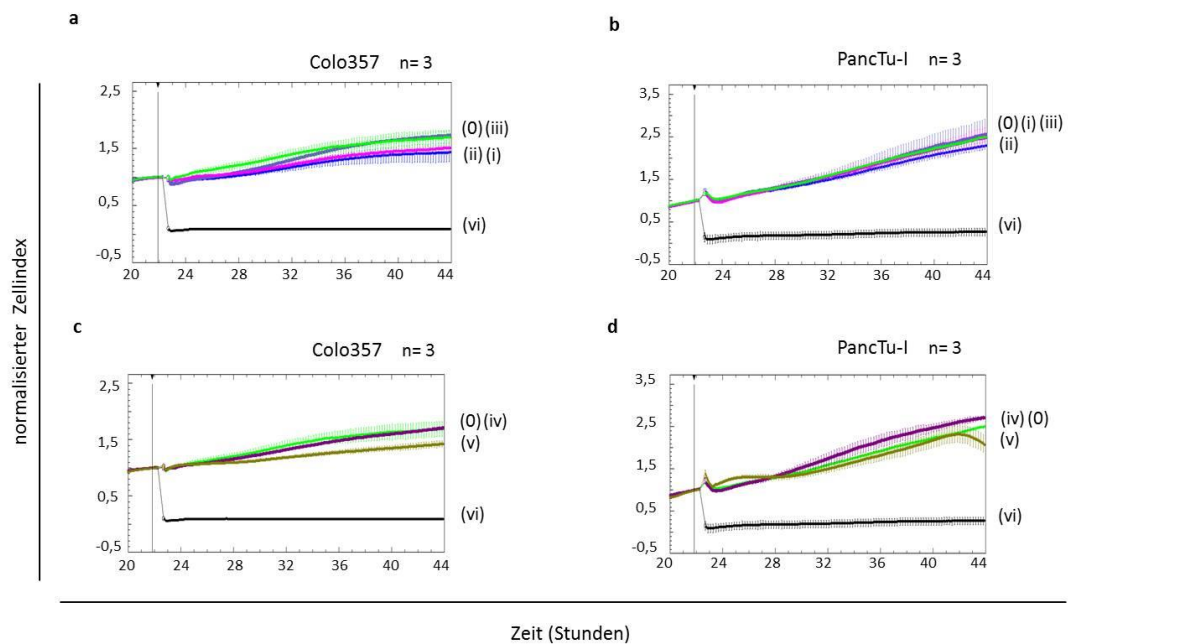 a
Colo357 n= 3
2,5
1,5
0,5
-0,5
20 24 28 32 36 40 44
(0) (iii)
(ii) (i)
(vi)
b
PancTu-I n= 3
3,5
2,5
1,5
0,5
-0,5
20 24 28 32 36 40 44
(0) (i) (iii)
(ii)
(vi)
c
Colo357 n= 3
2,5
1,5
0,5
-0,5
20 24 28 32 36 40 44
(0) (iv)
(v)
(vi)
d
PancTu-I n= 3
3,5
2,5
1,5
0,5
-0,5
20 24 28 32 36 40 44
(iv) (0)
(v)
(vi)
normalisierter Zellindex
Zeit (Stunden)